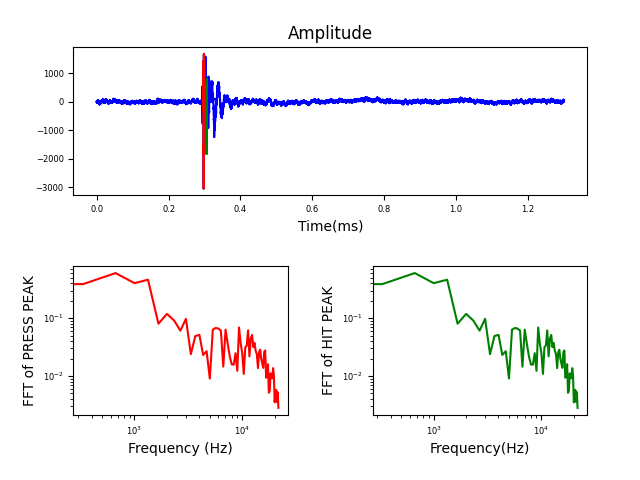 Amplitude
1000
0
−1000
−2000
−3000
0.0 0.2 0.4 0.6 0.8 1.0 1.2
Time(ms)
FFT of PRESS PEAK
10⁻¹
10⁻²
10³ 10⁴
Frequency (Hz)
FFT of HIT PEAK
10⁻¹
10⁻²
10³ 10⁴
Frequency(Hz)